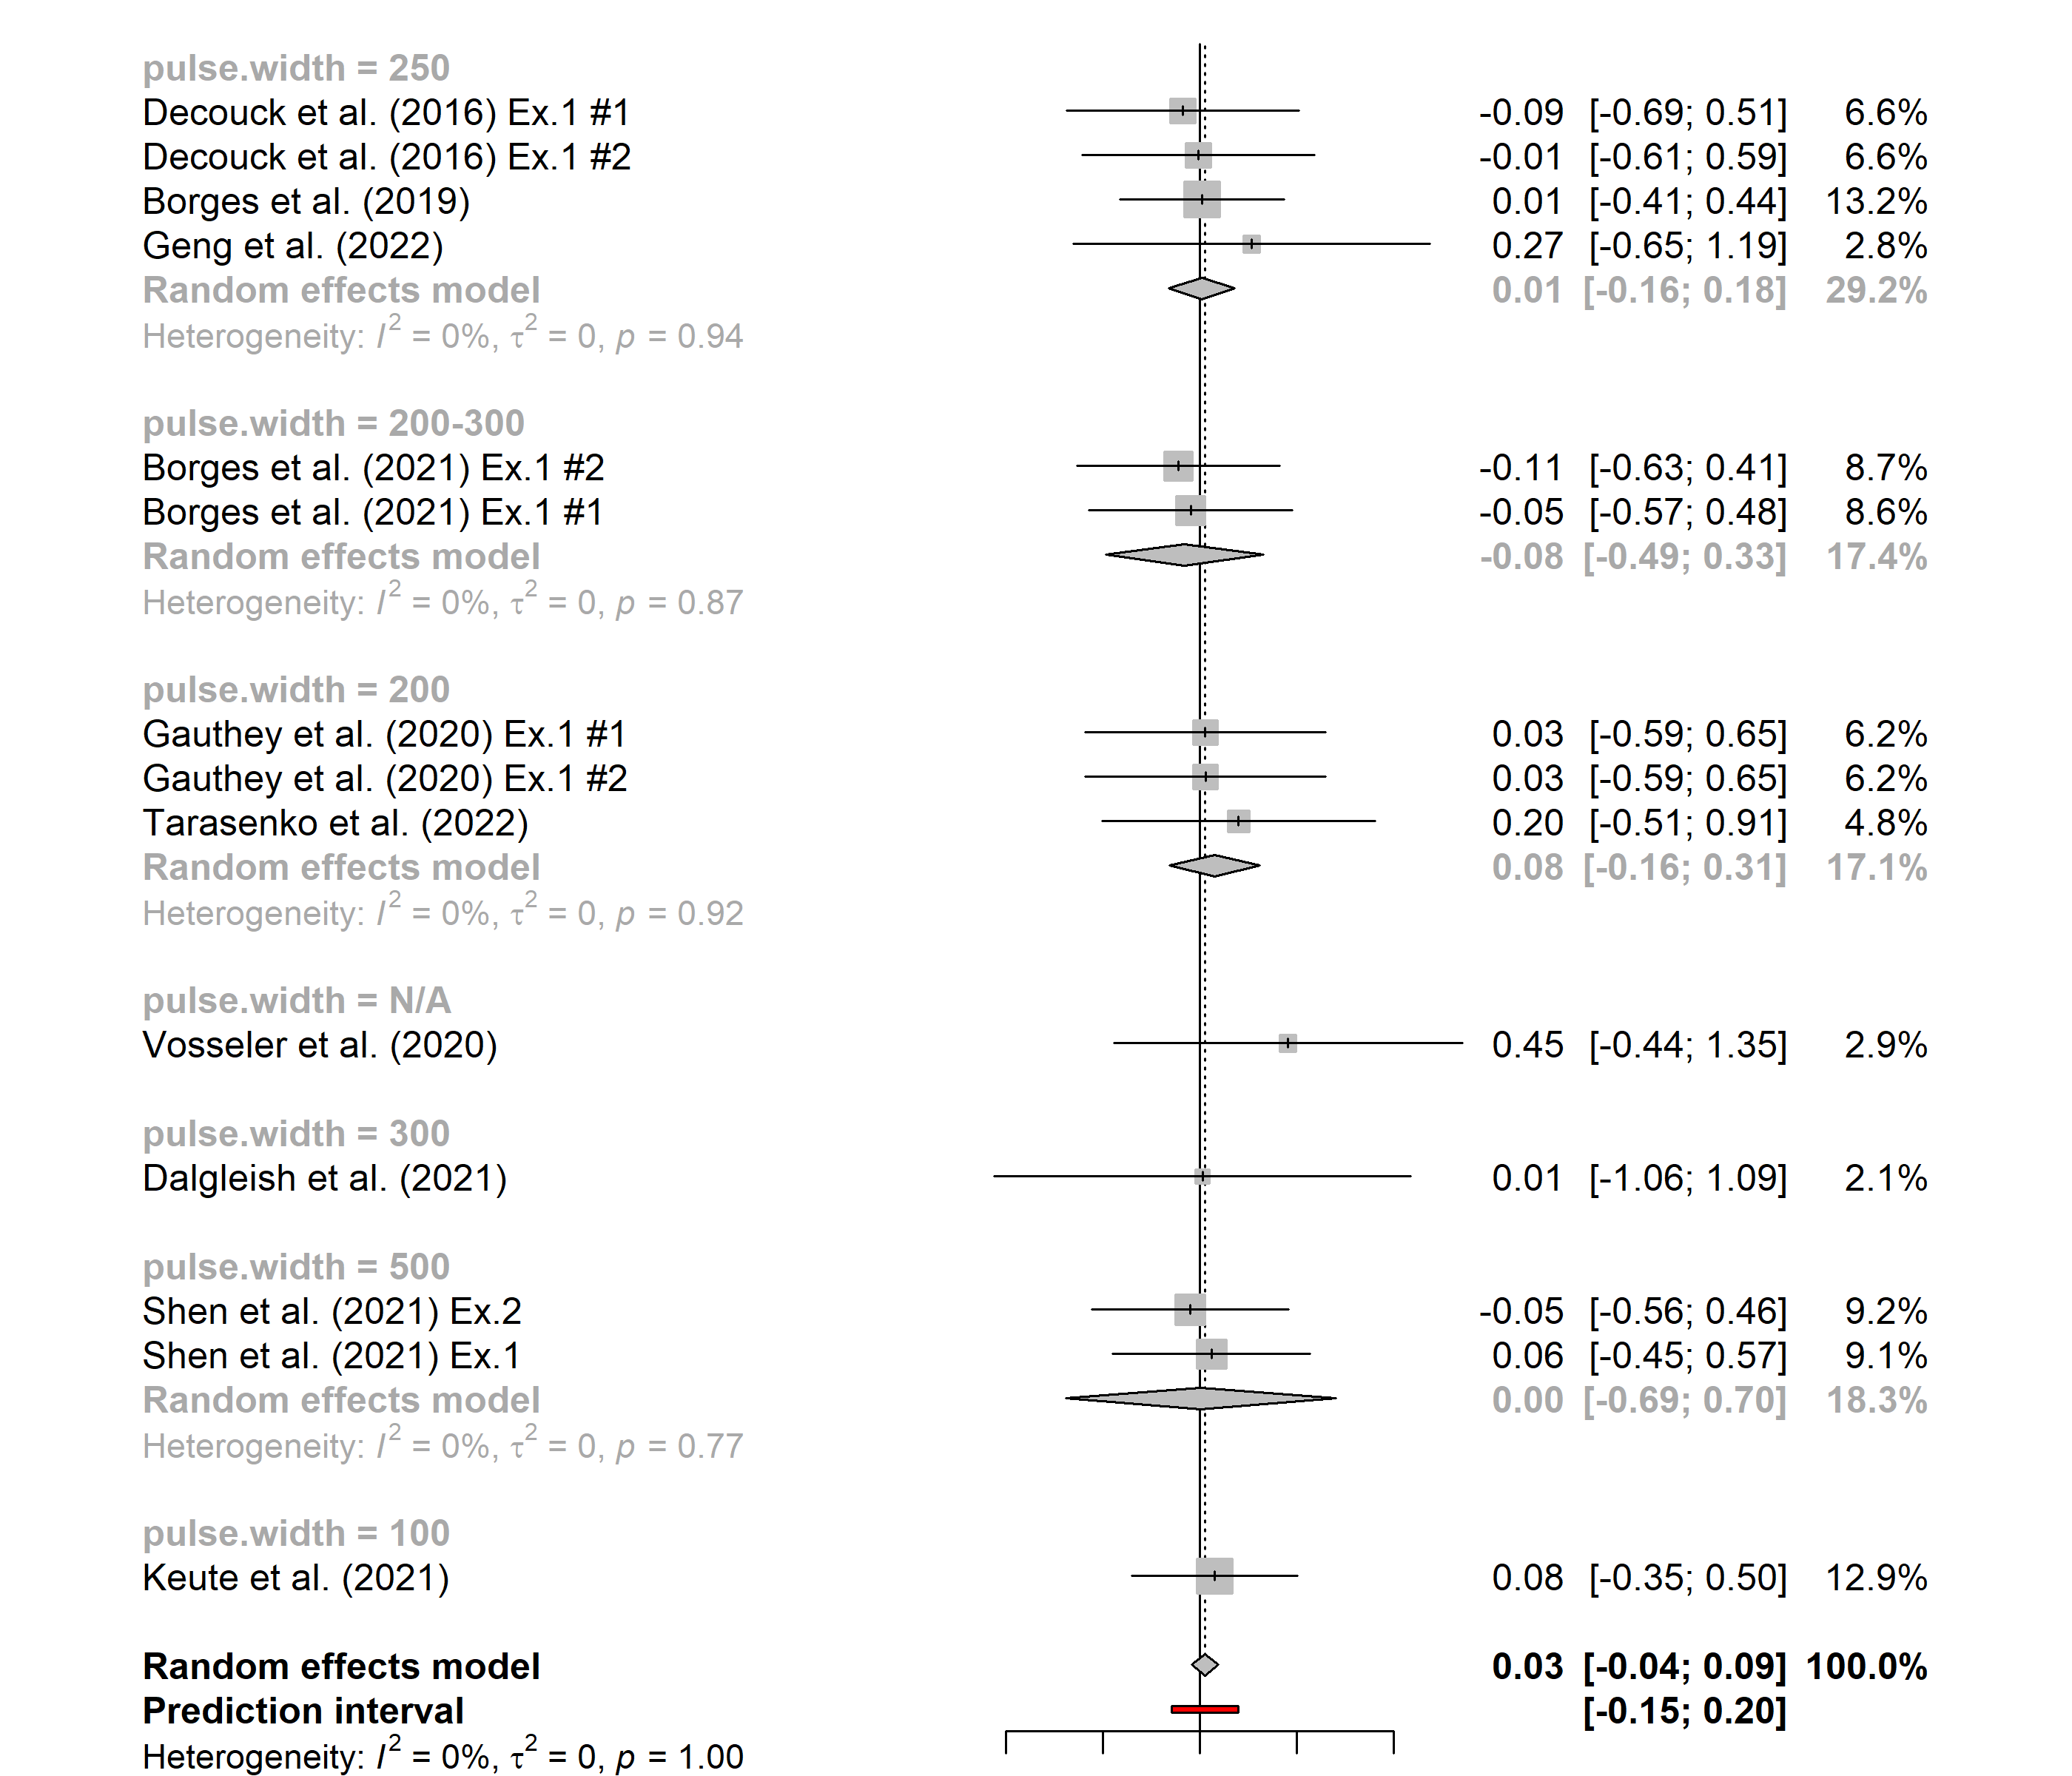 pulse.width = 250
Decouck et al. (2016) Ex.1 #1 -0.09 [-0.69; 0.51] 6.6%
Decouck et al. (2016) Ex.1 #2 -0.01 [-0.61; 0.59] 6.6%
Borges et al. (2019) 0.01 [-0.41; 0.44] 13.2%
Geng et al. (2022) 0.27 [-0.65; 1.19] 2.8%
Random effects model 0.01 [-0.16; 0.18] 29.2%
Heterogeneity: I² = 0%, τ² = 0, p = 0.94
pulse.width = 200-300
Borges et al. (2021) Ex.1 #2 -0.11 [-0.63; 0.41] 8.7%
Borges et al. (2021) Ex.1 #1 -0.05 [-0.57; 0.48] 8.6%
Random effects model -0.08 [-0.49; 0.33] 17.4%
Heterogeneity: I² = 0%, τ² = 0, p = 0.87
pulse.width = 200
Gauthey et al. (2020) Ex.1 #1 0.03 [-0.59; 0.65] 6.2%
Gauthey et al. (2020) Ex.1 #2 0.03 [-0.59; 0.65] 6.2%
Tarasenko et al. (2022) 0.20 [-0.51; 0.91] 4.8%
Random effects model 0.08 [-0.16; 0.31] 17.1%
Heterogeneity: I² = 0%, τ² = 0, p = 0.92
pulse.width = N/A
Vosseler et al. (2020) 0.45 [-0.44; 1.35] 2.9%
pulse.width = 300
Dalgleish et al. (2021) 0.01 [-1.06; 1.09] 2.1%
pulse.width = 500
Shen et al. (2021) Ex.2 -0.05 [-0.56; 0.46] 9.2%
Shen et al. (2021) Ex.1 0.06 [-0.45; 0.57] 9.1%
Random effects model 0.00 [-0.69; 0.70] 18.3%
Heterogeneity: I² = 0%, τ² = 0, p = 0.77
pulse.width = 100
Keute et al. (2021) 0.08 [-0.35; 0.50] 12.9%
Random effects model 0.03 [-0.04; 0.09] 100.0%
Prediction interval [-0.15; 0.20]
Heterogeneity: I² = 0%, τ² = 0, p = 1.00